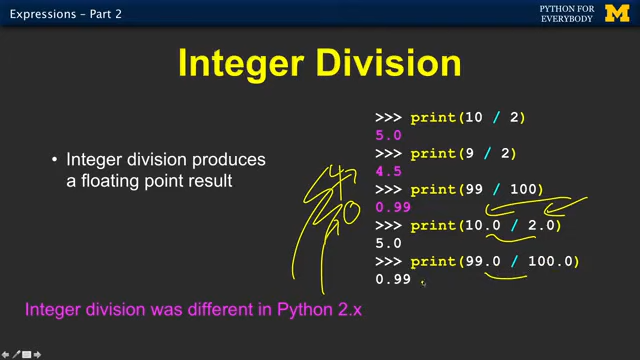 Expressions – Part 2
PYTHON FOR
EVERYBODY
M
Integer Division
• Integer division produces
a floating point result
>>> print(10 / 2)
5.0
>>> print(9 / 2)
4.5
>>> print(99 / 100)
0.99
>>> print(10.0 / 2.0)
5.0
>>> print(99.0 / 100.0)
0.99
Integer division was different in Python 2.x